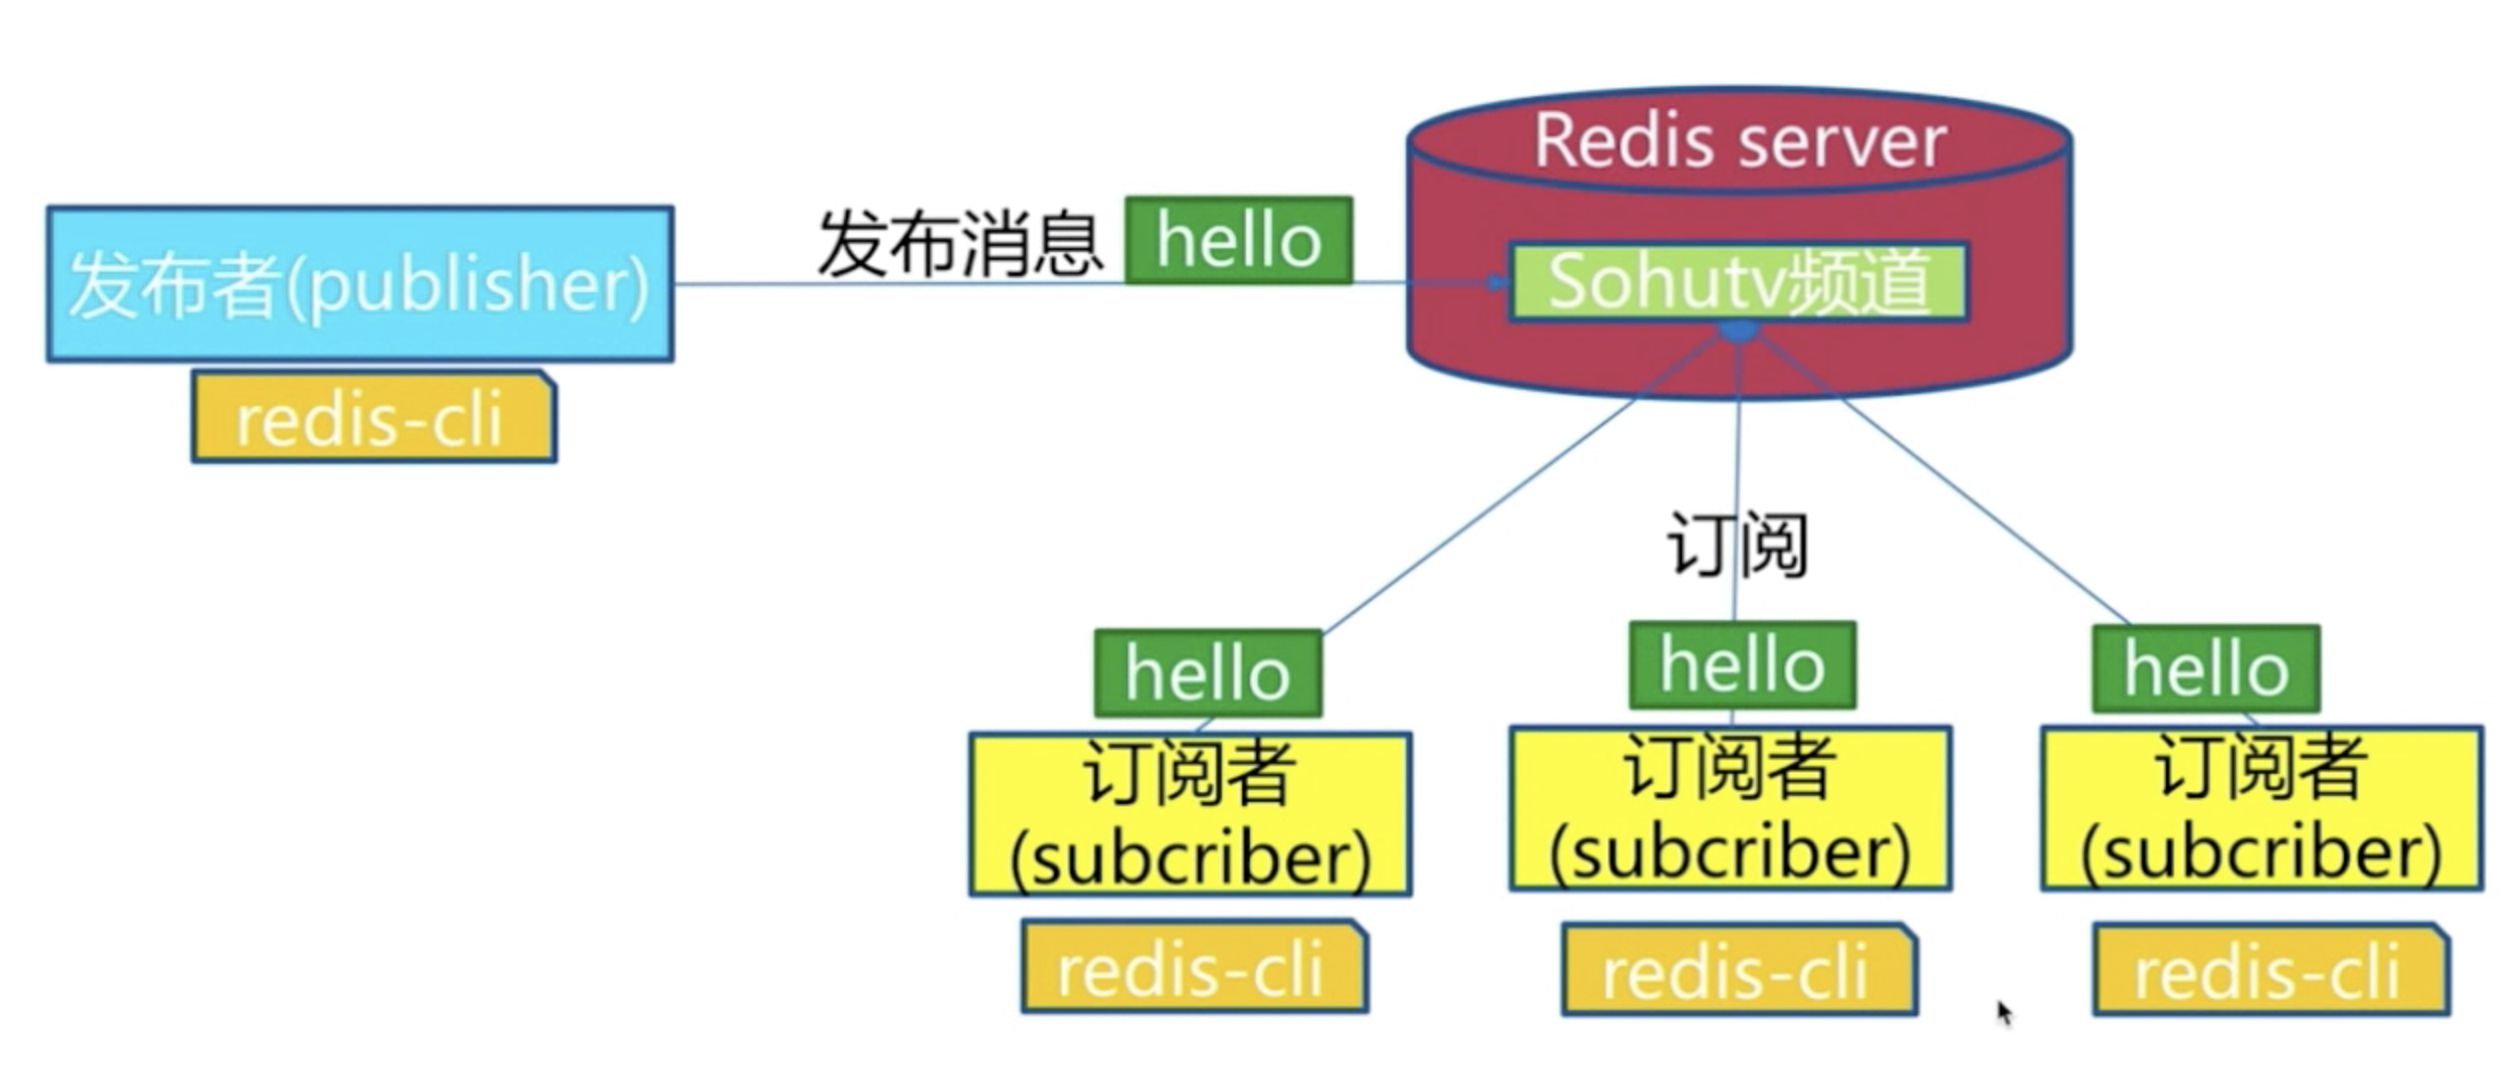 Redis server
发布消息
hello
发布者(publisher)
Sohutv频道
redis-cli
订阅
hello
hello
hello
订阅者
(subcriber)
订阅者
(subcriber)
订阅者
(subcriber)
redis-cli
redis-cli
redis-cli